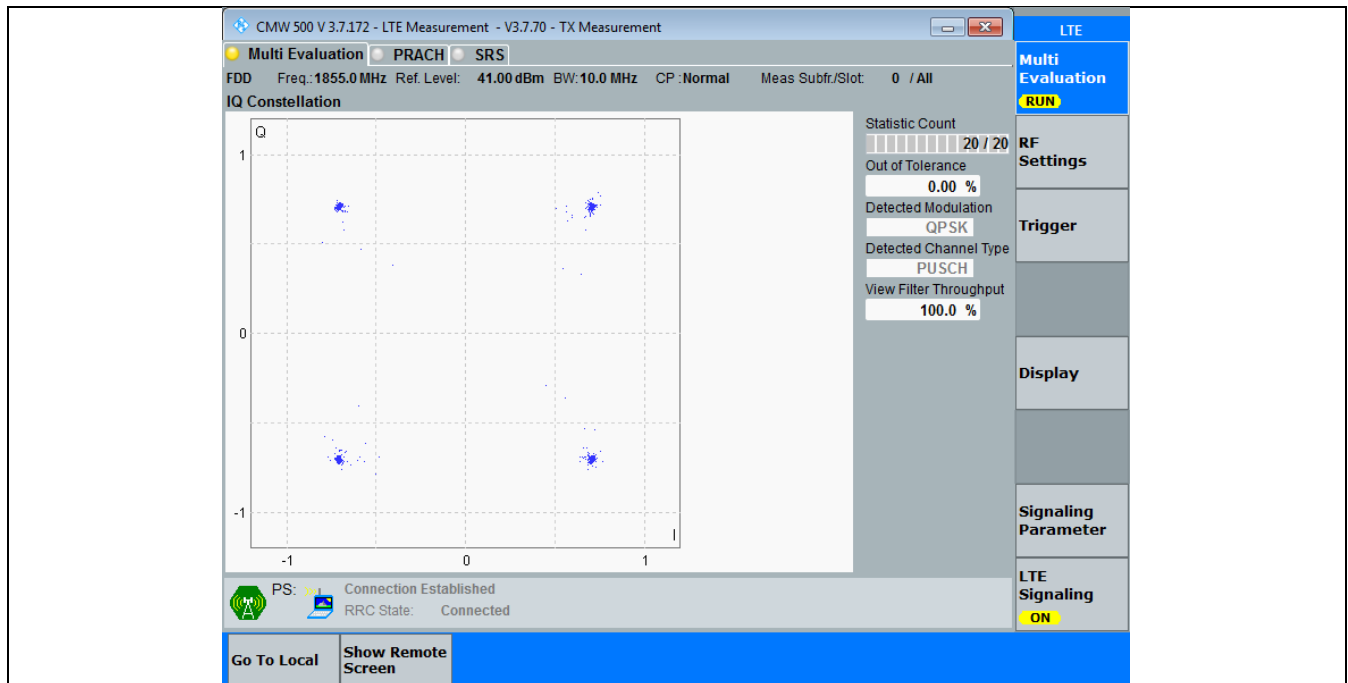 CMW 500 V 3.7.172 - LTE Measurement - V3.7.70 - TX Measurement
LTE
Multi Evaluation PRACH SRS
FDD Freq.:1855.0 MHz Ref. Level: 41.00 dBm BW:10.0 MHz CP :Normal Meas Subfr./Slot: 0 / All
IQ Constellation
Q
1
0
-1
-1 0 1
I
Statistic Count
20 / 20
Out of Tolerance
0.00 %
Detected Modulation
QPSK
Detected Channel Type
PUSCH
View Filter Throughput
100.0 %
Multi
Evaluation
RUN
RF
Settings
Trigger
Display
Signaling
Parameter
LTE
Signaling
ON
PS: Connection Established
RRC State: Connected
Go To Local
Show Remote
Screen